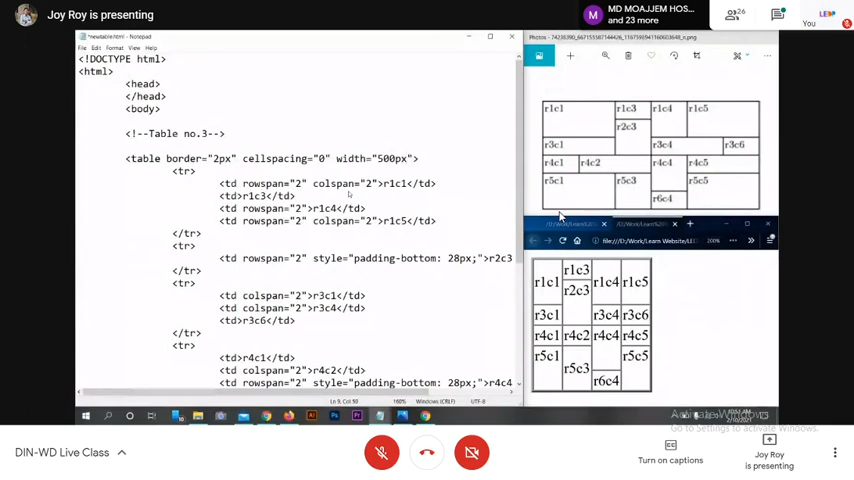 Joy Roy is presenting
MD MOAJJEM HOS...
and 23 more
26
You
*newtable.html - Notepad
File Edit Format View Help
<!DOCTYPE html>
<html>
<head>
</head>
<body>
<!--Table no.3-->
<table border="2px" cellspacing="0" width="500px">
<tr>
<td rowspan="2" colspan="2">r1c1</td>
<td>r1c3</td>
<td rowspan="2">r1c4</td>
<td rowspan="2" colspan="2">r1c5</td>
</tr>
<tr>
<td rowspan="2" style="padding-bottom: 28px;">r2c3
</tr>
<tr>
<td colspan="2">r3c1</td>
<td colspan="2">r3c4</td>
<td>r3c6</td>
</tr>
<tr>
<td>r4c1</td>
<td colspan="2">r4c2</td>
<td rowspan="2" style="padding-bottom: 28px;">r4c4
Ln 9, Col 50 160% Windows (CRLF) UTF-8
r1c1 r1c3 r1c4 r1c5
r2c3
r3c1 r3c4 r3c6
r4c1 r4c2 r4c4 r4c5
r5c1 r5c3 r5c5
r6c4
200%
r1c1 r1c3 r1c4 r1c5
r2c3
r3c1 r3c4 r3c6
r4c1 r4c2 r4c4 r4c5
r5c1 r5c3 r5c5
r6c4
Activate Windows
Go to Settings to activate Windows.
DIN-WD Live Class
Turn on captions
Joy Roy
is presenting